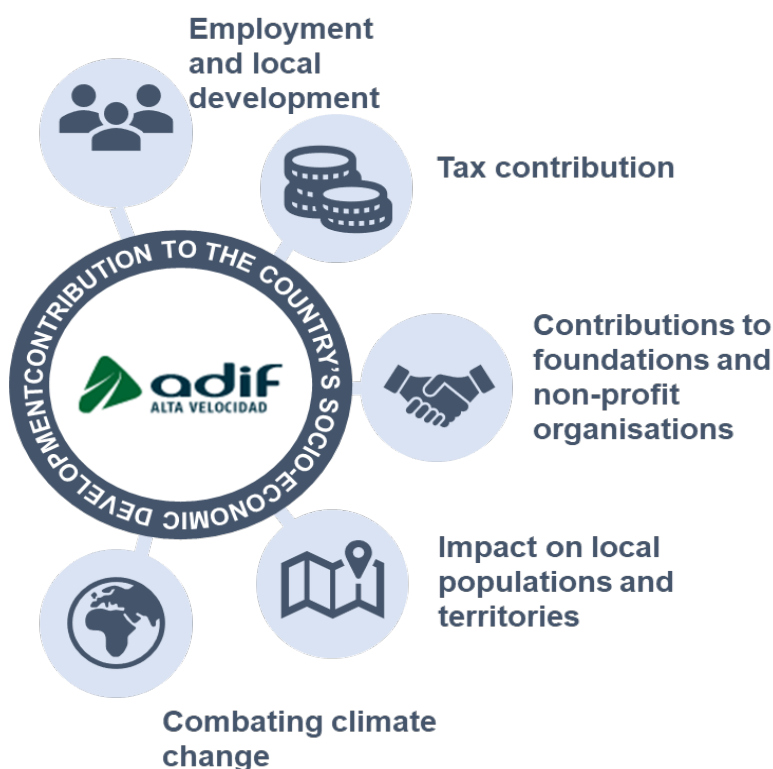 Employment
and local
development
Tax contribution
CONTRIBUTION TO THE COUNTRY'S SOCIO-ECONOMIC DEVELOPMENT
adif
ALTA VELOCIDAD
Contributions to
foundations and
non-profit
organisations
Impact on local
populations and
territories
Combating climate
change